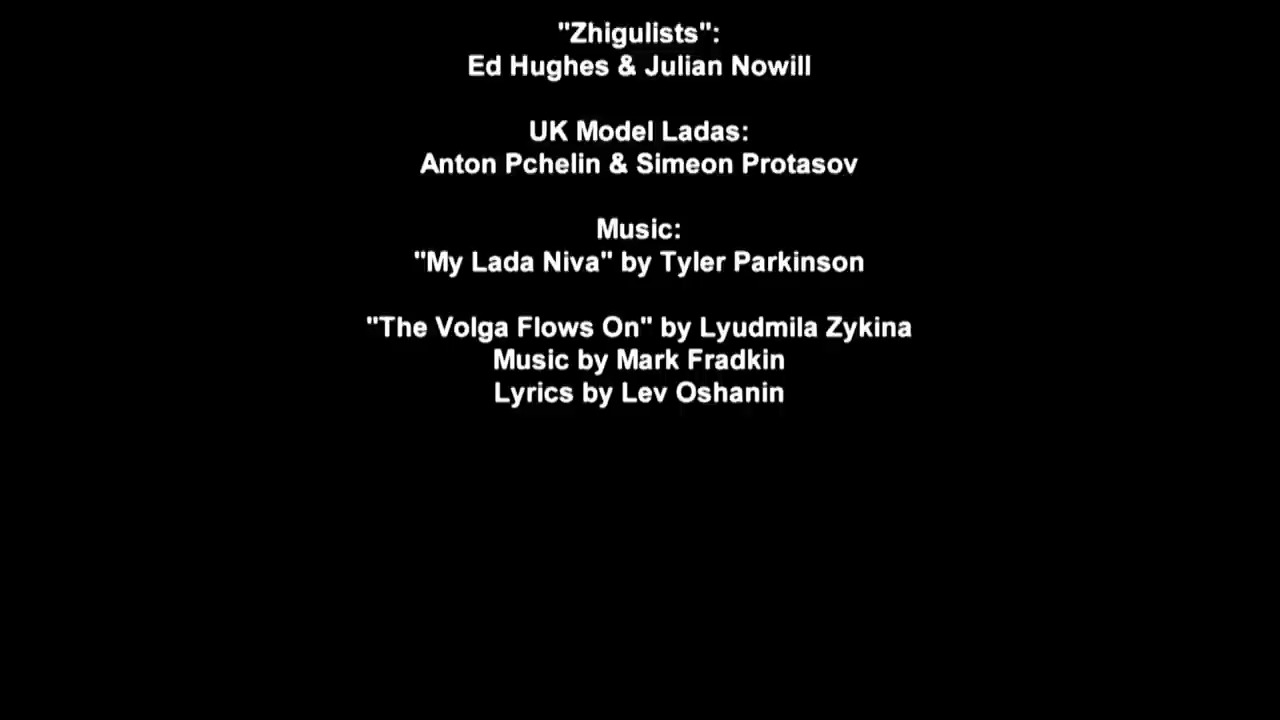 "Zhigulists":
Ed Hughes & Julian Nowill
UK Model Ladas:
Anton Pchelin & Simeon Protasov
Music:
"My Lada Niva" by Tyler Parkinson
"The Volga Flows On" by Lyudmila Zykina
Music by Mark Fradkin
Lyrics by Lev Oshanin